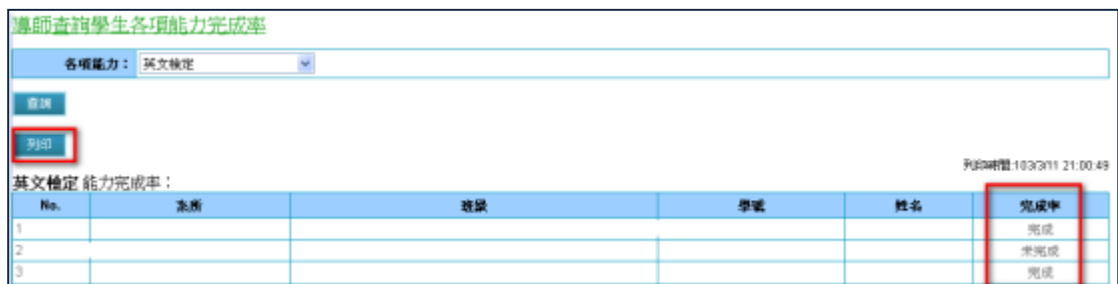 導師查詢學生各項能力完成率
各項能力： 英文檢定
查詢
列印
列印時間:103/3/11 21:00:49
英文檢定 能力完成率：
No. 系所 班級 學號 姓名 完成率
1 完成
2 未完成
3 完成